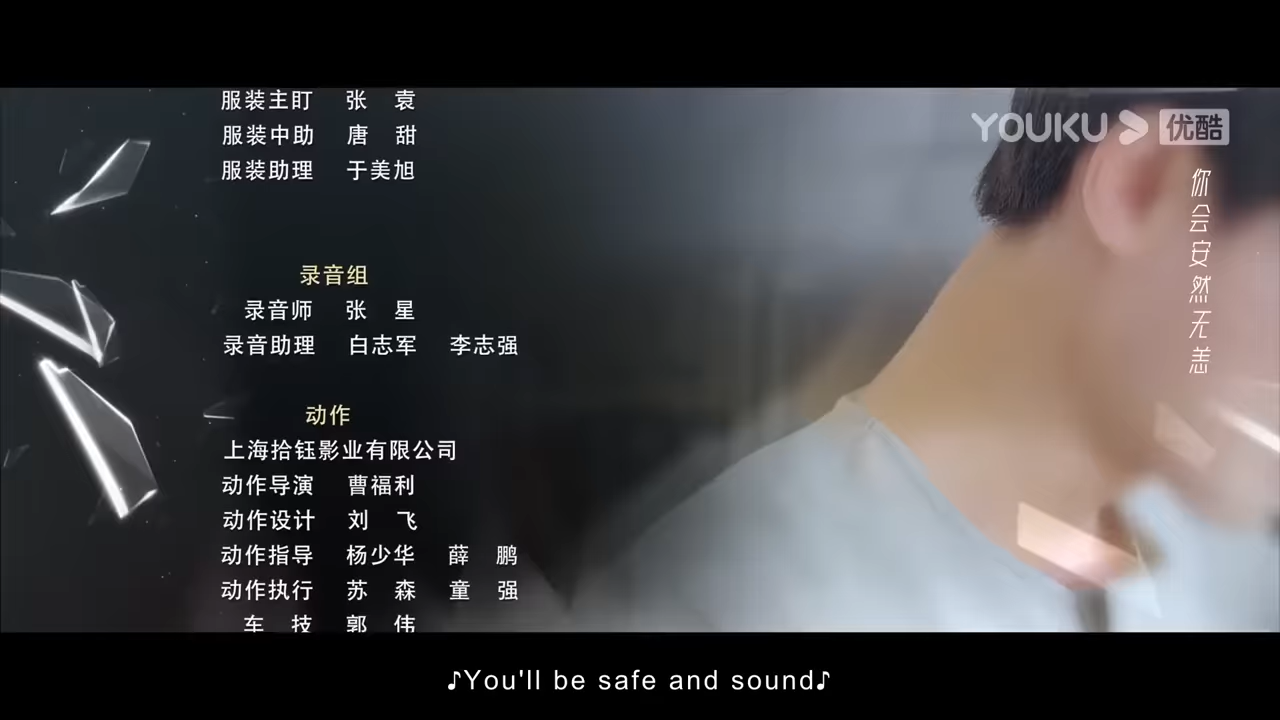 服装主盯 张 袁
服装中助 唐 甜
服装助理 于美旭
录音组
录音师 张 星
录音助理 白志军 李志强
动作
上海拾钰影业有限公司
动作导演 曹福利
动作设计 刘 飞
动作指导 杨少华 薛 鹏
动作执行 苏 森 童 强
车 技 郭 伟
YOUKU 优酷
你会安然无恙
♪You'll be safe and sound♪